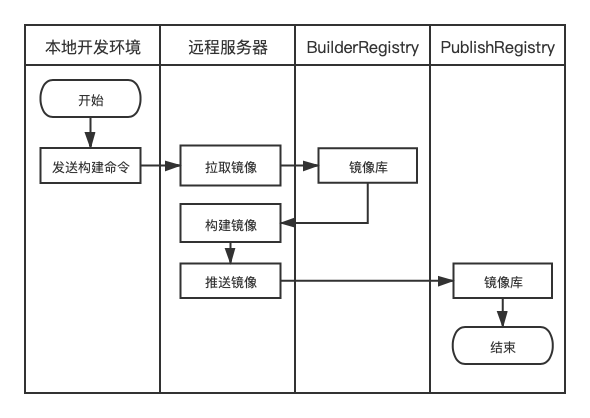 本地开发环境
远程服务器
BuilderRegistry
PublishRegistry
开始
发送构建命令
拉取镜像
镜像库
构建镜像
推送镜像
镜像库
结束